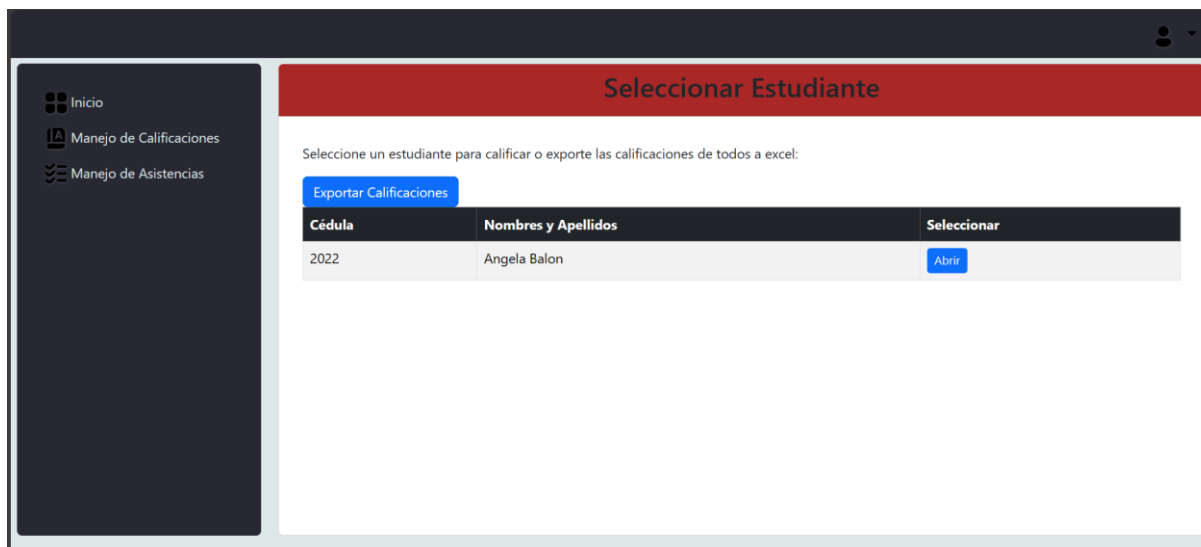 Seleccionar Estudiante
Inicio
Manejo de Calificaciones
Manejo de Asistencias
Seleccione un estudiante para calificar o exporte las calificaciones de todos a excel:
Exportar Calificaciones
Cédula Nombres y Apellidos Seleccionar
2022 Angela Balon Abrir